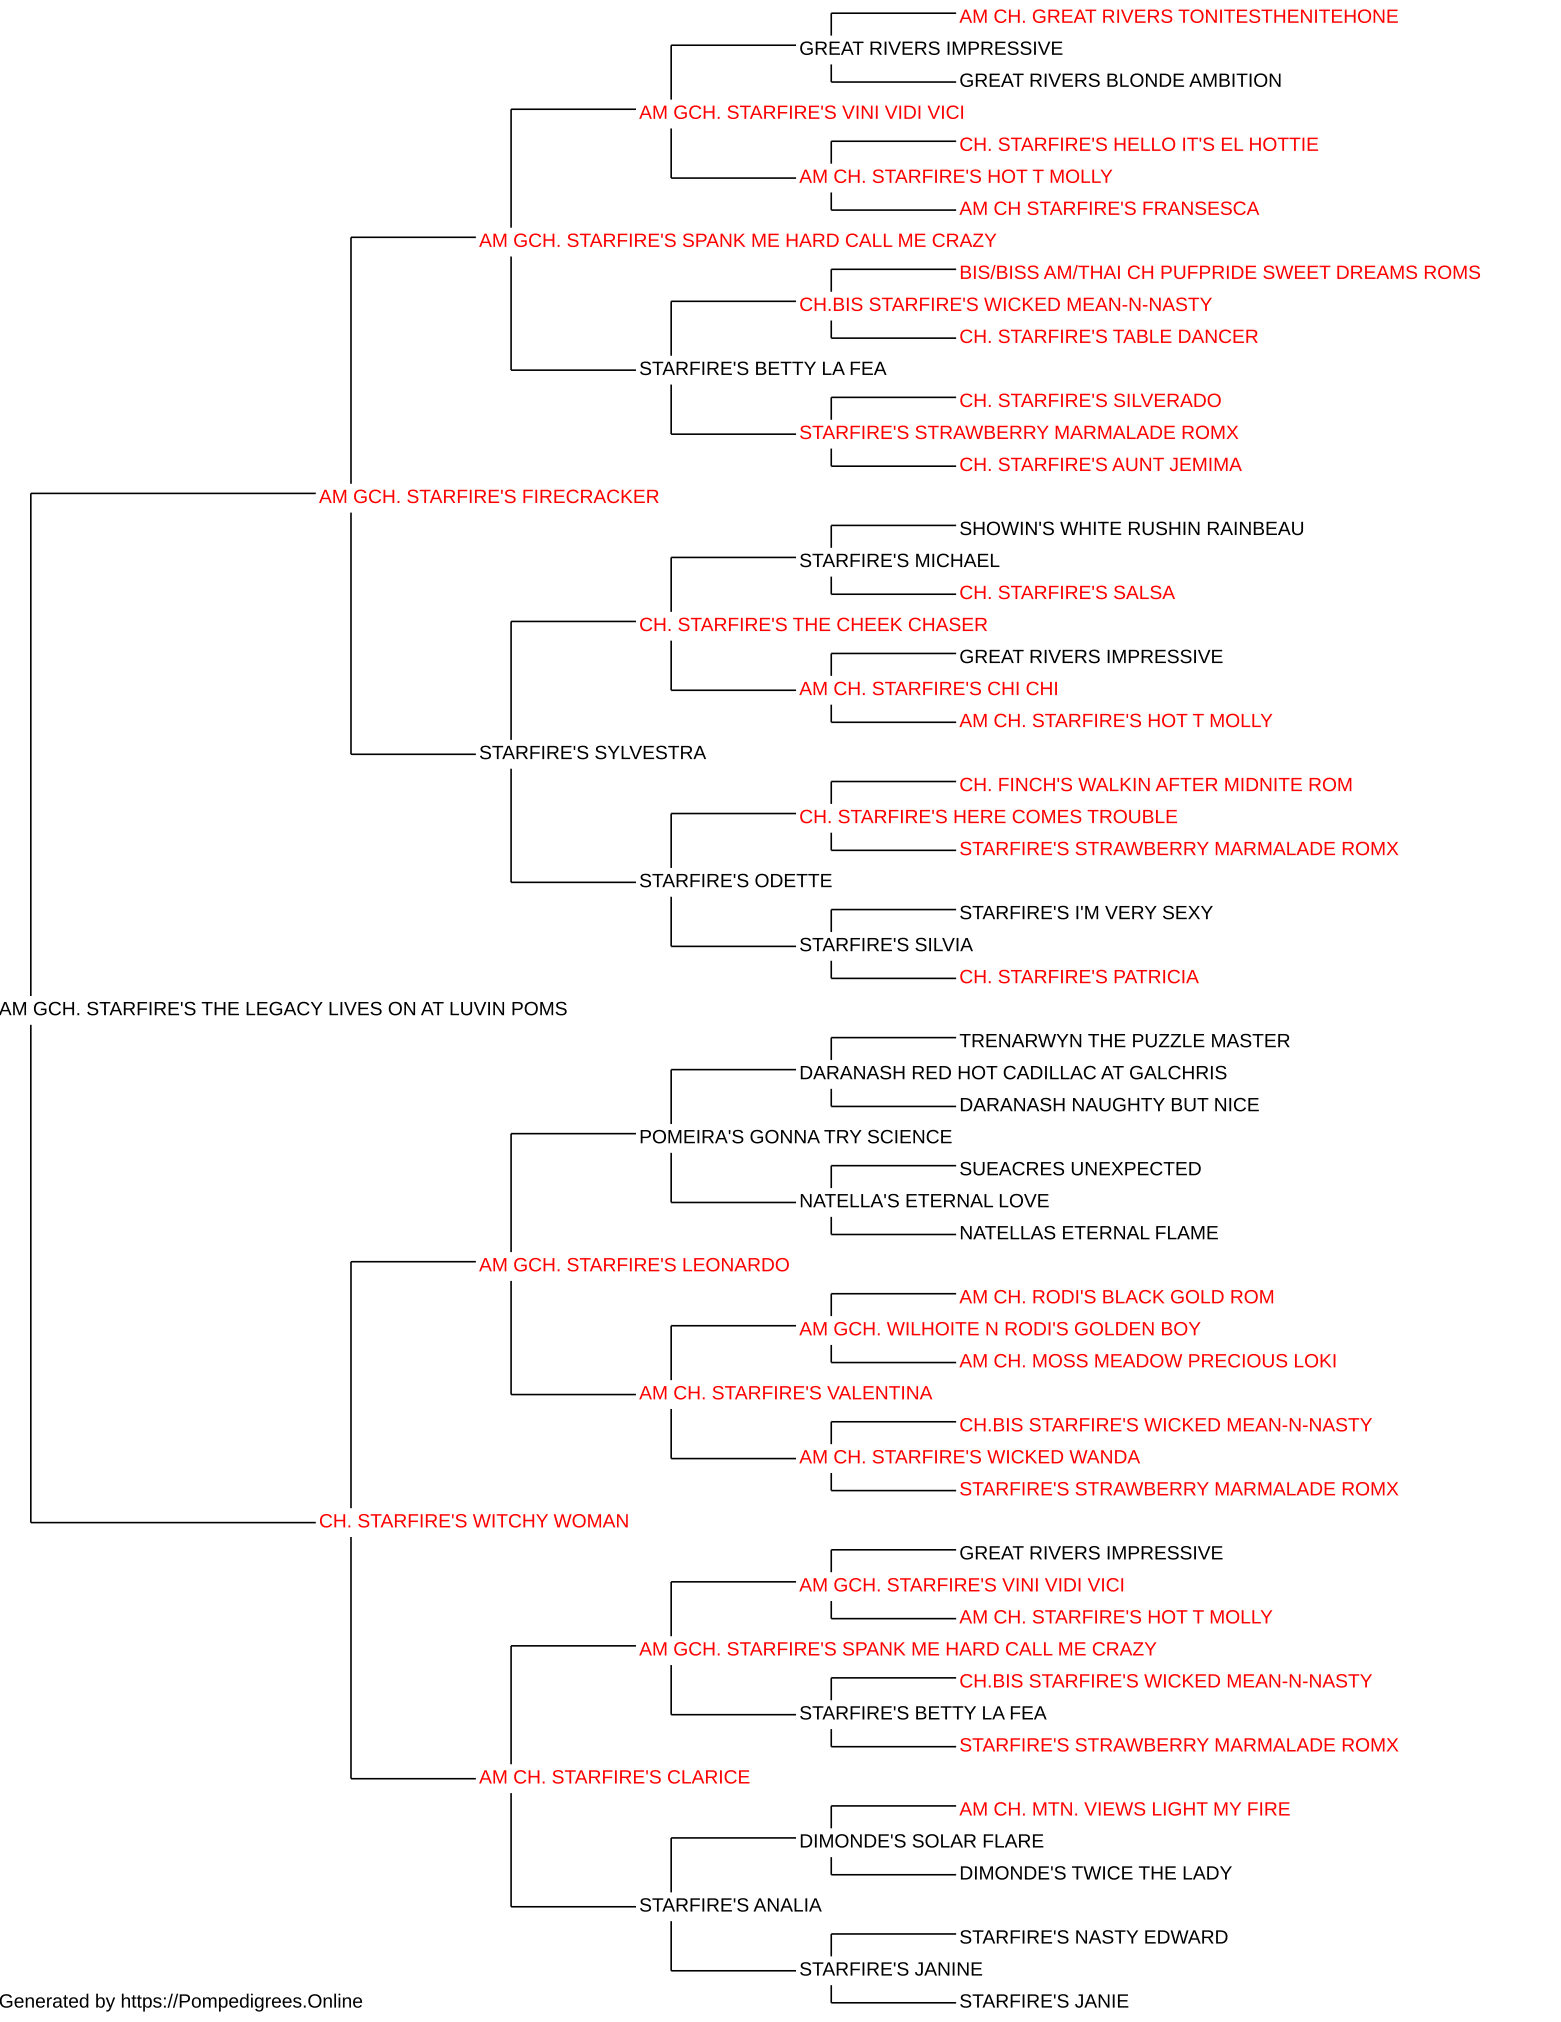 AM CH. GREAT RIVERS TONITESTHENITEHONE
GREAT RIVERS IMPRESSIVE
GREAT RIVERS BLONDE AMBITION
AM GCH. STARFIRE'S VINI VIDI VICI
CH. STARFIRE'S HELLO IT'S EL HOTTIE
AM CH. STARFIRE'S HOT T MOLLY
AM CH STARFIRE'S FRANSESCA
AM GCH. STARFIRE'S SPANK ME HARD CALL ME CRAZY
BIS/BISS AM/THAI CH PUFPRIDE SWEET DREAMS ROMS
CH.BIS STARFIRE'S WICKED MEAN-N-NASTY
CH. STARFIRE'S TABLE DANCER
STARFIRE'S BETTY LA FEA
CH. STARFIRE'S SILVERADO
STARFIRE'S STRAWBERRY MARMALADE ROMX
CH. STARFIRE'S AUNT JEMIMA
AM GCH. STARFIRE'S FIRECRACKER
SHOWIN'S WHITE RUSHIN RAINBEAU
STARFIRE'S MICHAEL
CH. STARFIRE'S SALSA
CH. STARFIRE'S THE CHEEK CHASER
GREAT RIVERS IMPRESSIVE
AM CH. STARFIRE'S CHI CHI
AM CH. STARFIRE'S HOT T MOLLY
STARFIRE'S SYLVESTRA
CH. FINCH'S WALKIN AFTER MIDNITE ROM
CH. STARFIRE'S HERE COMES TROUBLE
STARFIRE'S STRAWBERRY MARMALADE ROMX
STARFIRE'S ODETTE
STARFIRE'S I'M VERY SEXY
STARFIRE'S SILVIA
CH. STARFIRE'S PATRICIA
AM GCH. STARFIRE'S THE LEGACY LIVES ON AT LUVIN POMS
TRENARWYN THE PUZZLE MASTER
DARANASH RED HOT CADILLAC AT GALCHRIS
DARANASH NAUGHTY BUT NICE
POMEIRA'S GONNA TRY SCIENCE
SUEACRES UNEXPECTED
NATELLA'S ETERNAL LOVE
NATELLAS ETERNAL FLAME
AM GCH. STARFIRE'S LEONARDO
AM CH. RODI'S BLACK GOLD ROM
AM GCH. WILHOITE N RODI'S GOLDEN BOY
AM CH. MOSS MEADOW PRECIOUS LOKI
AM CH. STARFIRE'S VALENTINA
CH.BIS STARFIRE'S WICKED MEAN-N-NASTY
AM CH. STARFIRE'S WICKED WANDA
STARFIRE'S STRAWBERRY MARMALADE ROMX
CH. STARFIRE'S WITCHY WOMAN
GREAT RIVERS IMPRESSIVE
AM GCH. STARFIRE'S VINI VIDI VICI
AM CH. STARFIRE'S HOT T MOLLY
AM GCH. STARFIRE'S SPANK ME HARD CALL ME CRAZY
CH.BIS STARFIRE'S WICKED MEAN-N-NASTY
STARFIRE'S BETTY LA FEA
STARFIRE'S STRAWBERRY MARMALADE ROMX
AM CH. STARFIRE'S CLARICE
AM CH. MTN. VIEWS LIGHT MY FIRE
DIMONDE'S SOLAR FLARE
DIMONDE'S TWICE THE LADY
STARFIRE'S ANALIA
STARFIRE'S NASTY EDWARD
STARFIRE'S JANINE
STARFIRE'S JANIE
Generated by https://Pompedigrees.Online